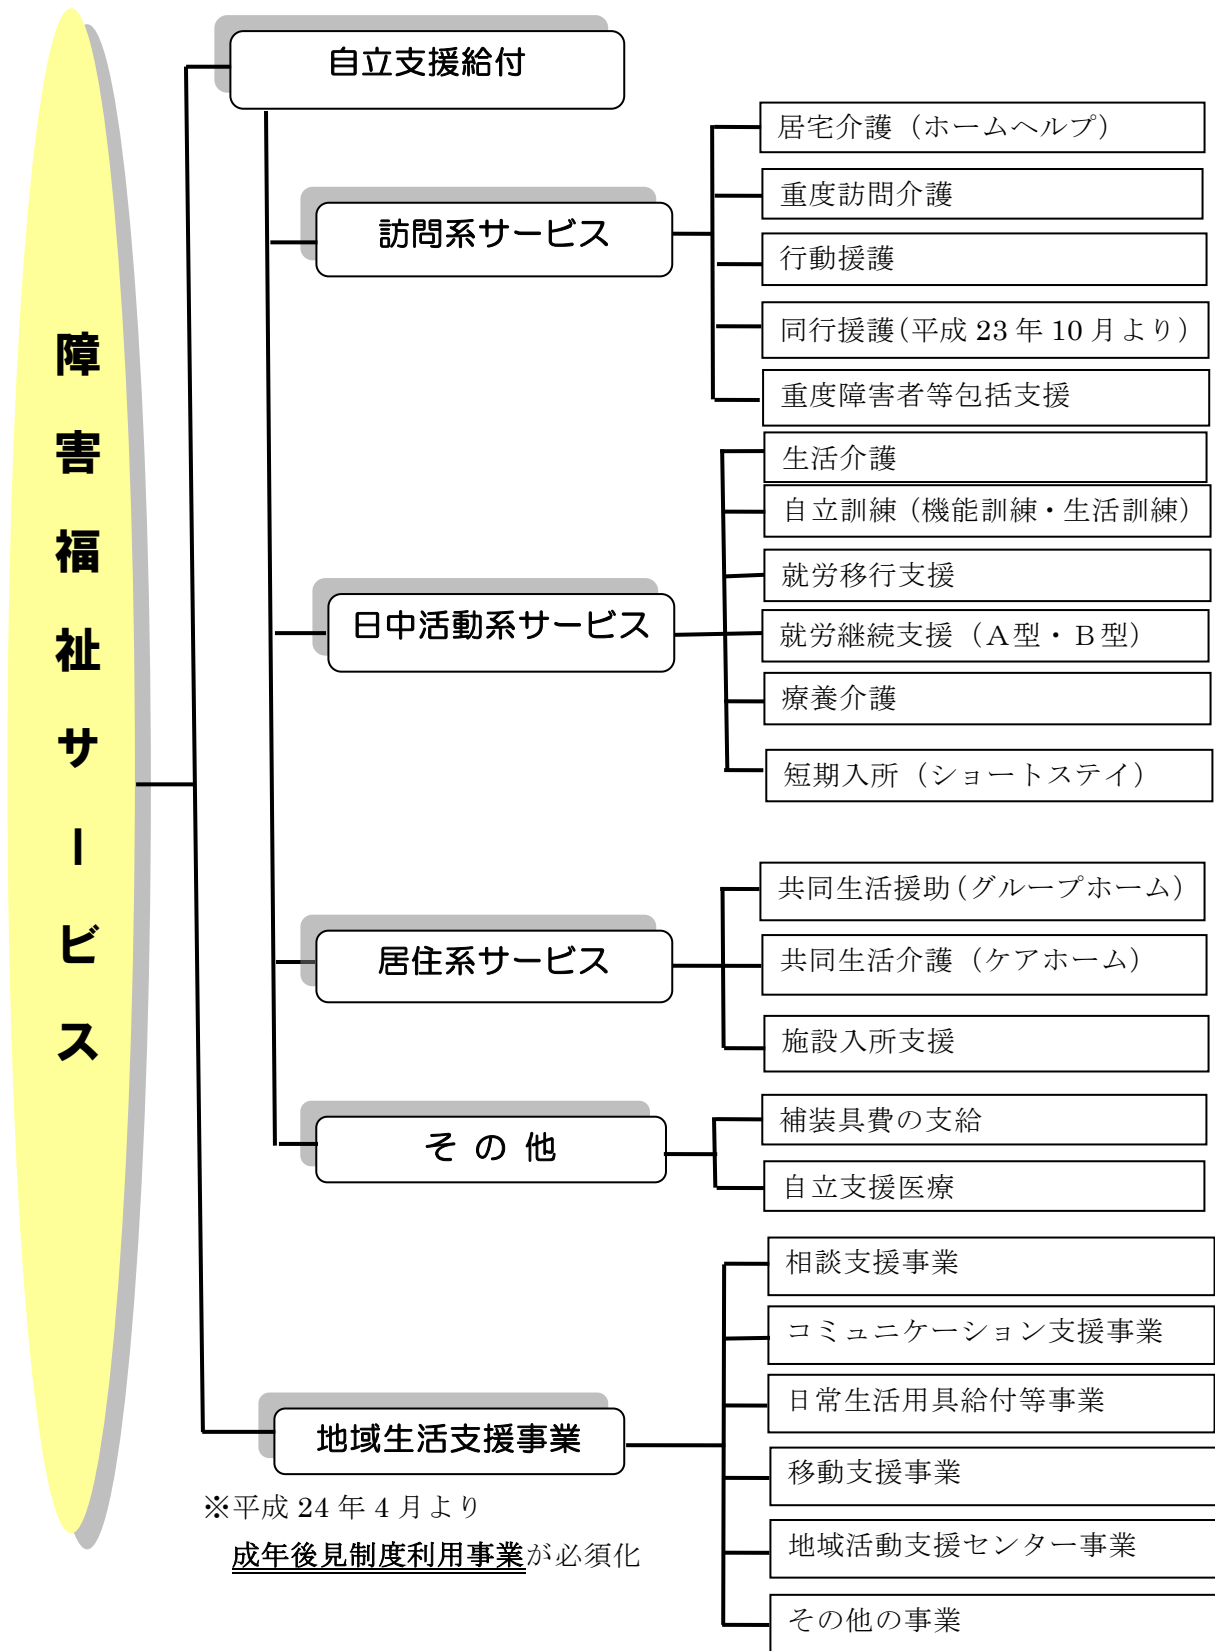 障害福祉サービス
自立支援給付
訪問系サービス
居宅介護（ホームヘルプ）
重度訪問介護
行動援護
同行援護（平成 23 年 10 月より）
重度障害者等包括支援
日中活動系サービス
生活介護
自立訓練（機能訓練・生活訓練）
就労移行支援
就労継続支援（Ａ型・Ｂ型）
療養介護
短期入所（ショートステイ）
居住系サービス
共同生活援助（グループホーム）
共同生活介護（ケアホーム）
施設入所支援
その他
補装具費の支給
自立支援医療
地域生活支援事業
※平成 24 年 4 月より
成年後見制度利用事業が必須化
相談支援事業
コミュニケーション支援事業
日常生活用具給付等事業
移動支援事業
地域活動支援センター事業
その他の事業